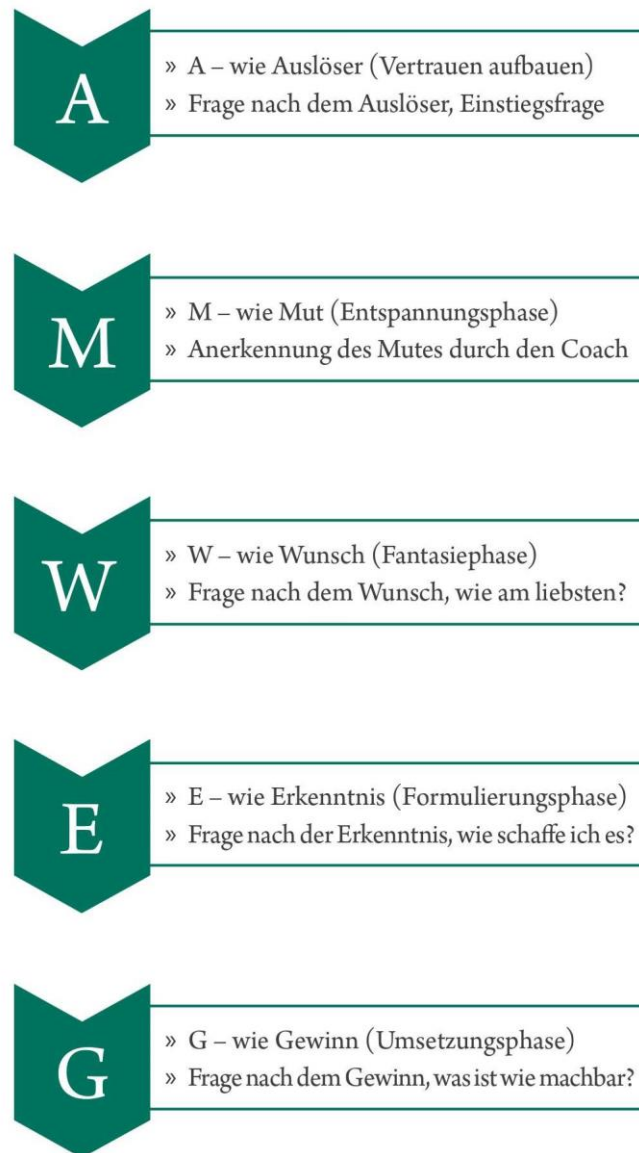 A
» A – wie Auslöser (Vertrauen aufbauen)
» Frage nach dem Auslöser, Einstiegsfrage
M
» M – wie Mut (Entspannungsphase)
» Anerkennung des Mutes durch den Coach
W
» W – wie Wunsch (Fantasiephase)
» Frage nach dem Wunsch, wie am liebsten?
E
» E – wie Erkenntnis (Formulierungsphase)
» Frage nach der Erkenntnis, wie schaffe ich es?
G
» G – wie Gewinn (Umsetzungsphase)
» Frage nach dem Gewinn, was ist wie machbar?